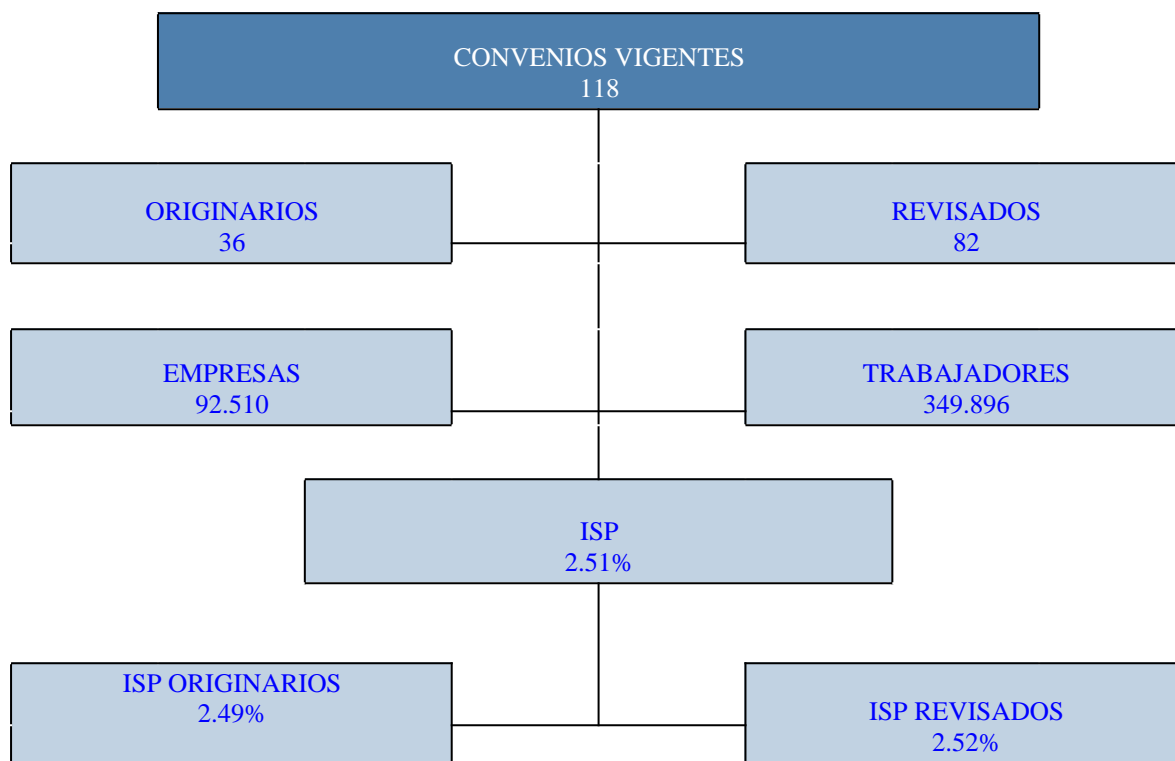 CONVENIOS VIGENTES
118
ORIGINARIOS
36
REVISADOS
82
EMPRESAS
92.510
TRABAJADORES
349.896
ISP
2.51%
ISP ORIGINARIOS
2.49%
ISP REVISADOS
2.52%